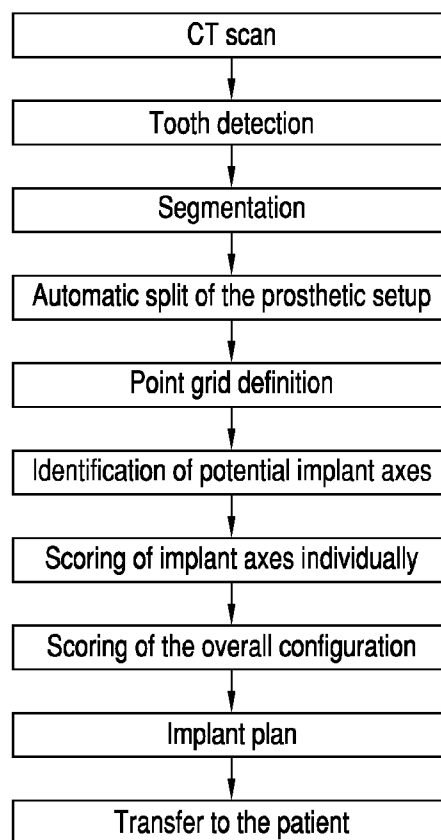 CT scan
Tooth detection
Segmentation
Automatic split of the prosthetic setup
Point grid definition
Identification of potential implant axes
Scoring of implant axes individually
Scoring of the overall configuration
Implant plan
Transfer to the patient